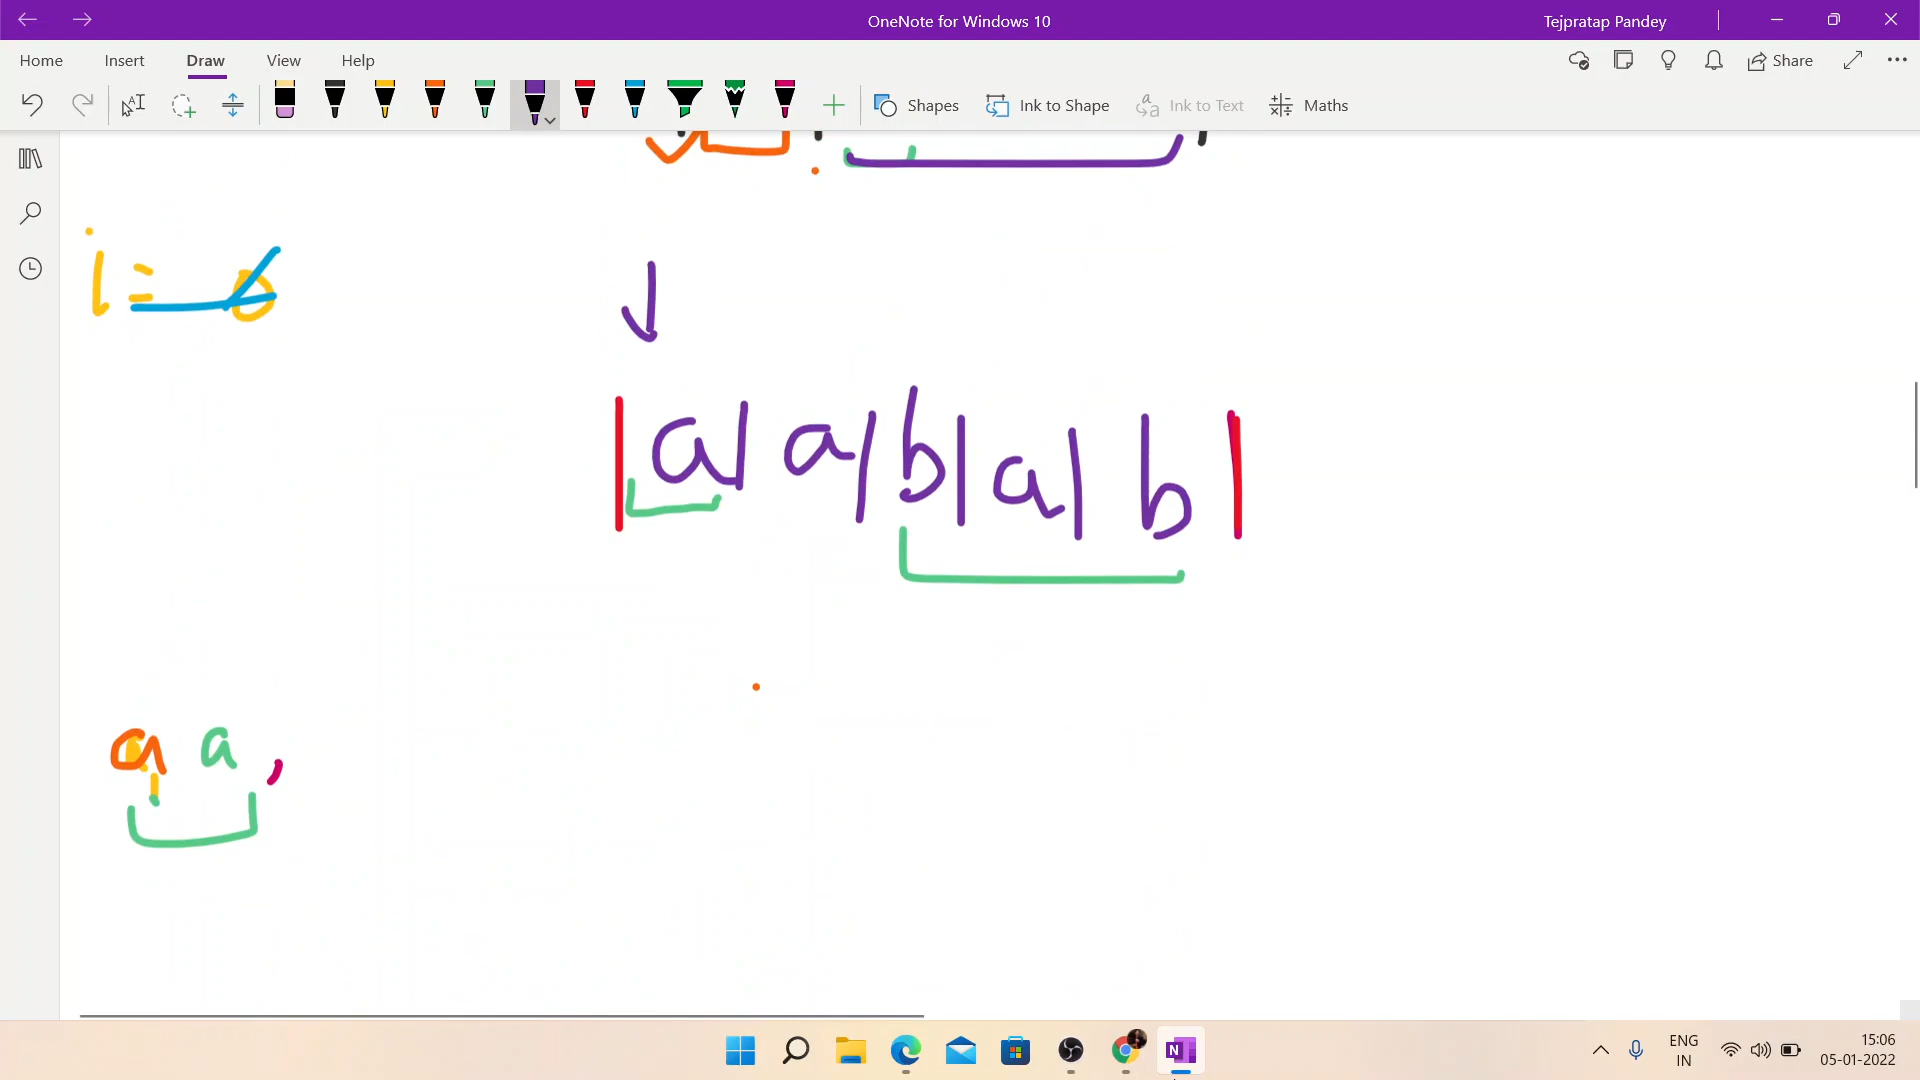 OneNote for Windows 10
Tejpratap Pandey
Home Insert Draw View Help
Share
Shapes Ink to Shape Ink to Text Maths
i = 0
|a|a|b|a|b|
a a ,
ENG
IN
15:06
05-01-2022